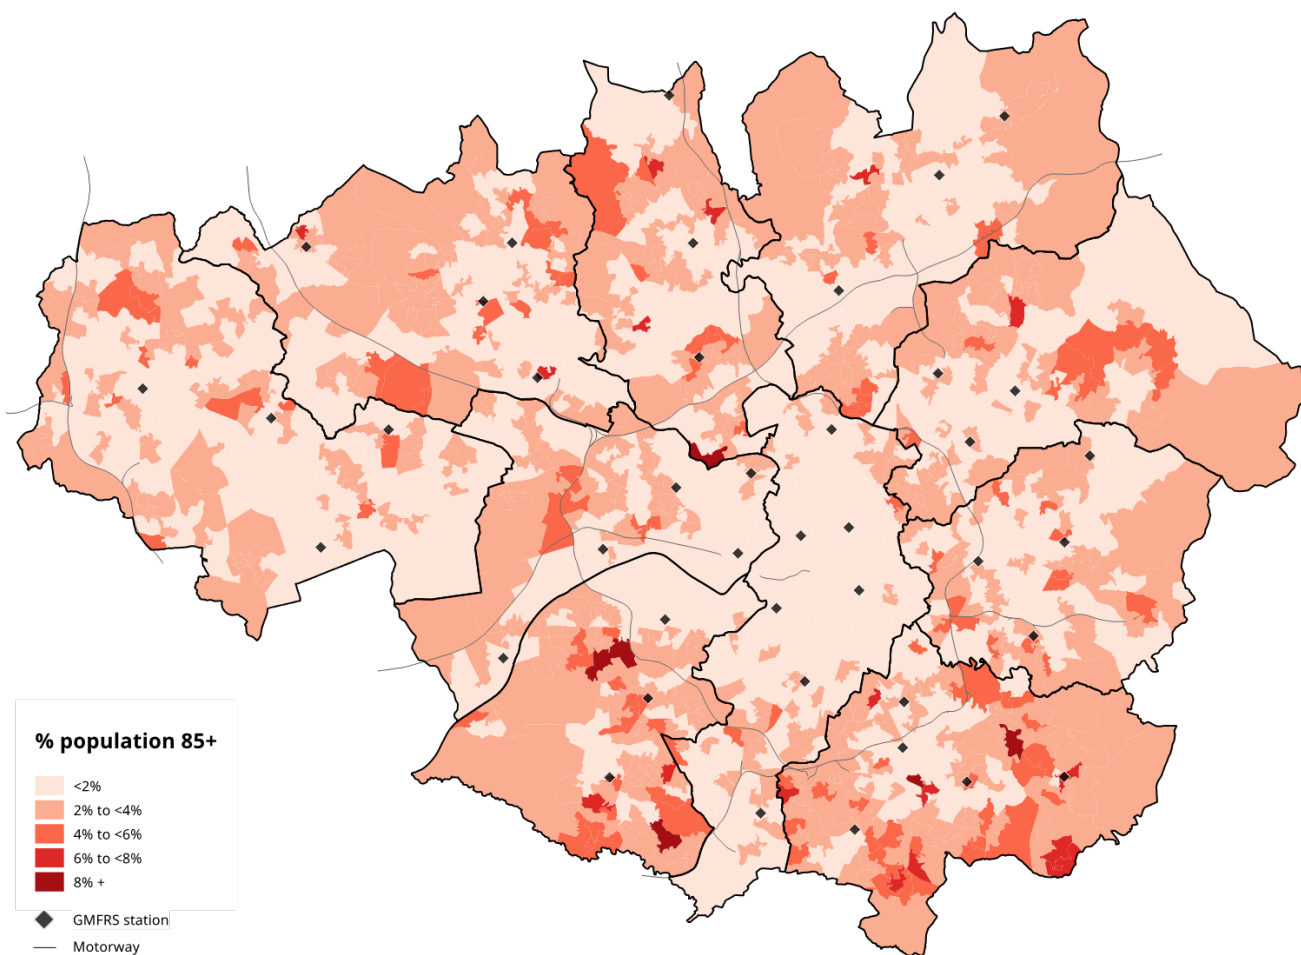 % population 85+
<2%
2% to <4%
4% to <6%
6% to <8%
8% +
GMFRS station
Motorway